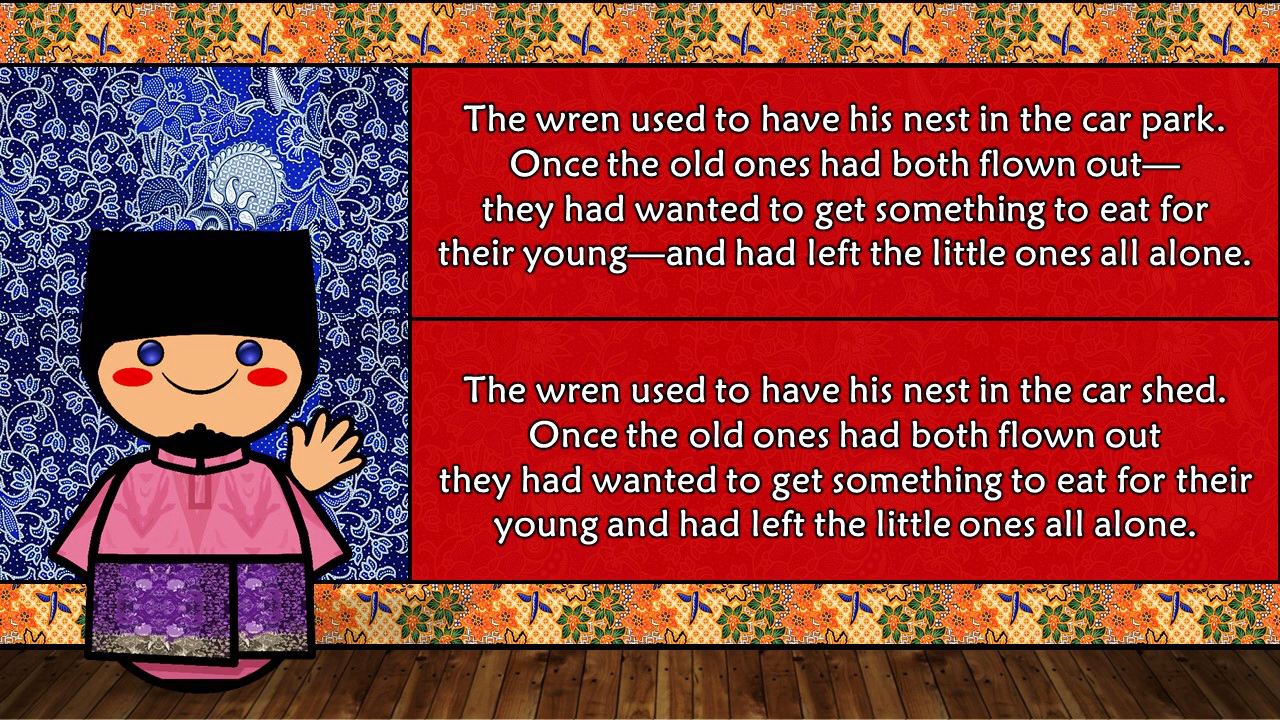 The wren used to have his nest in the car park.
Once the old ones had both flown out—
they had wanted to get something to eat for
their young—and had left the little ones all alone.
The wren used to have his nest in the car shed.
Once the old ones had both flown out
they had wanted to get something to eat for their
young and had left the little ones all alone.